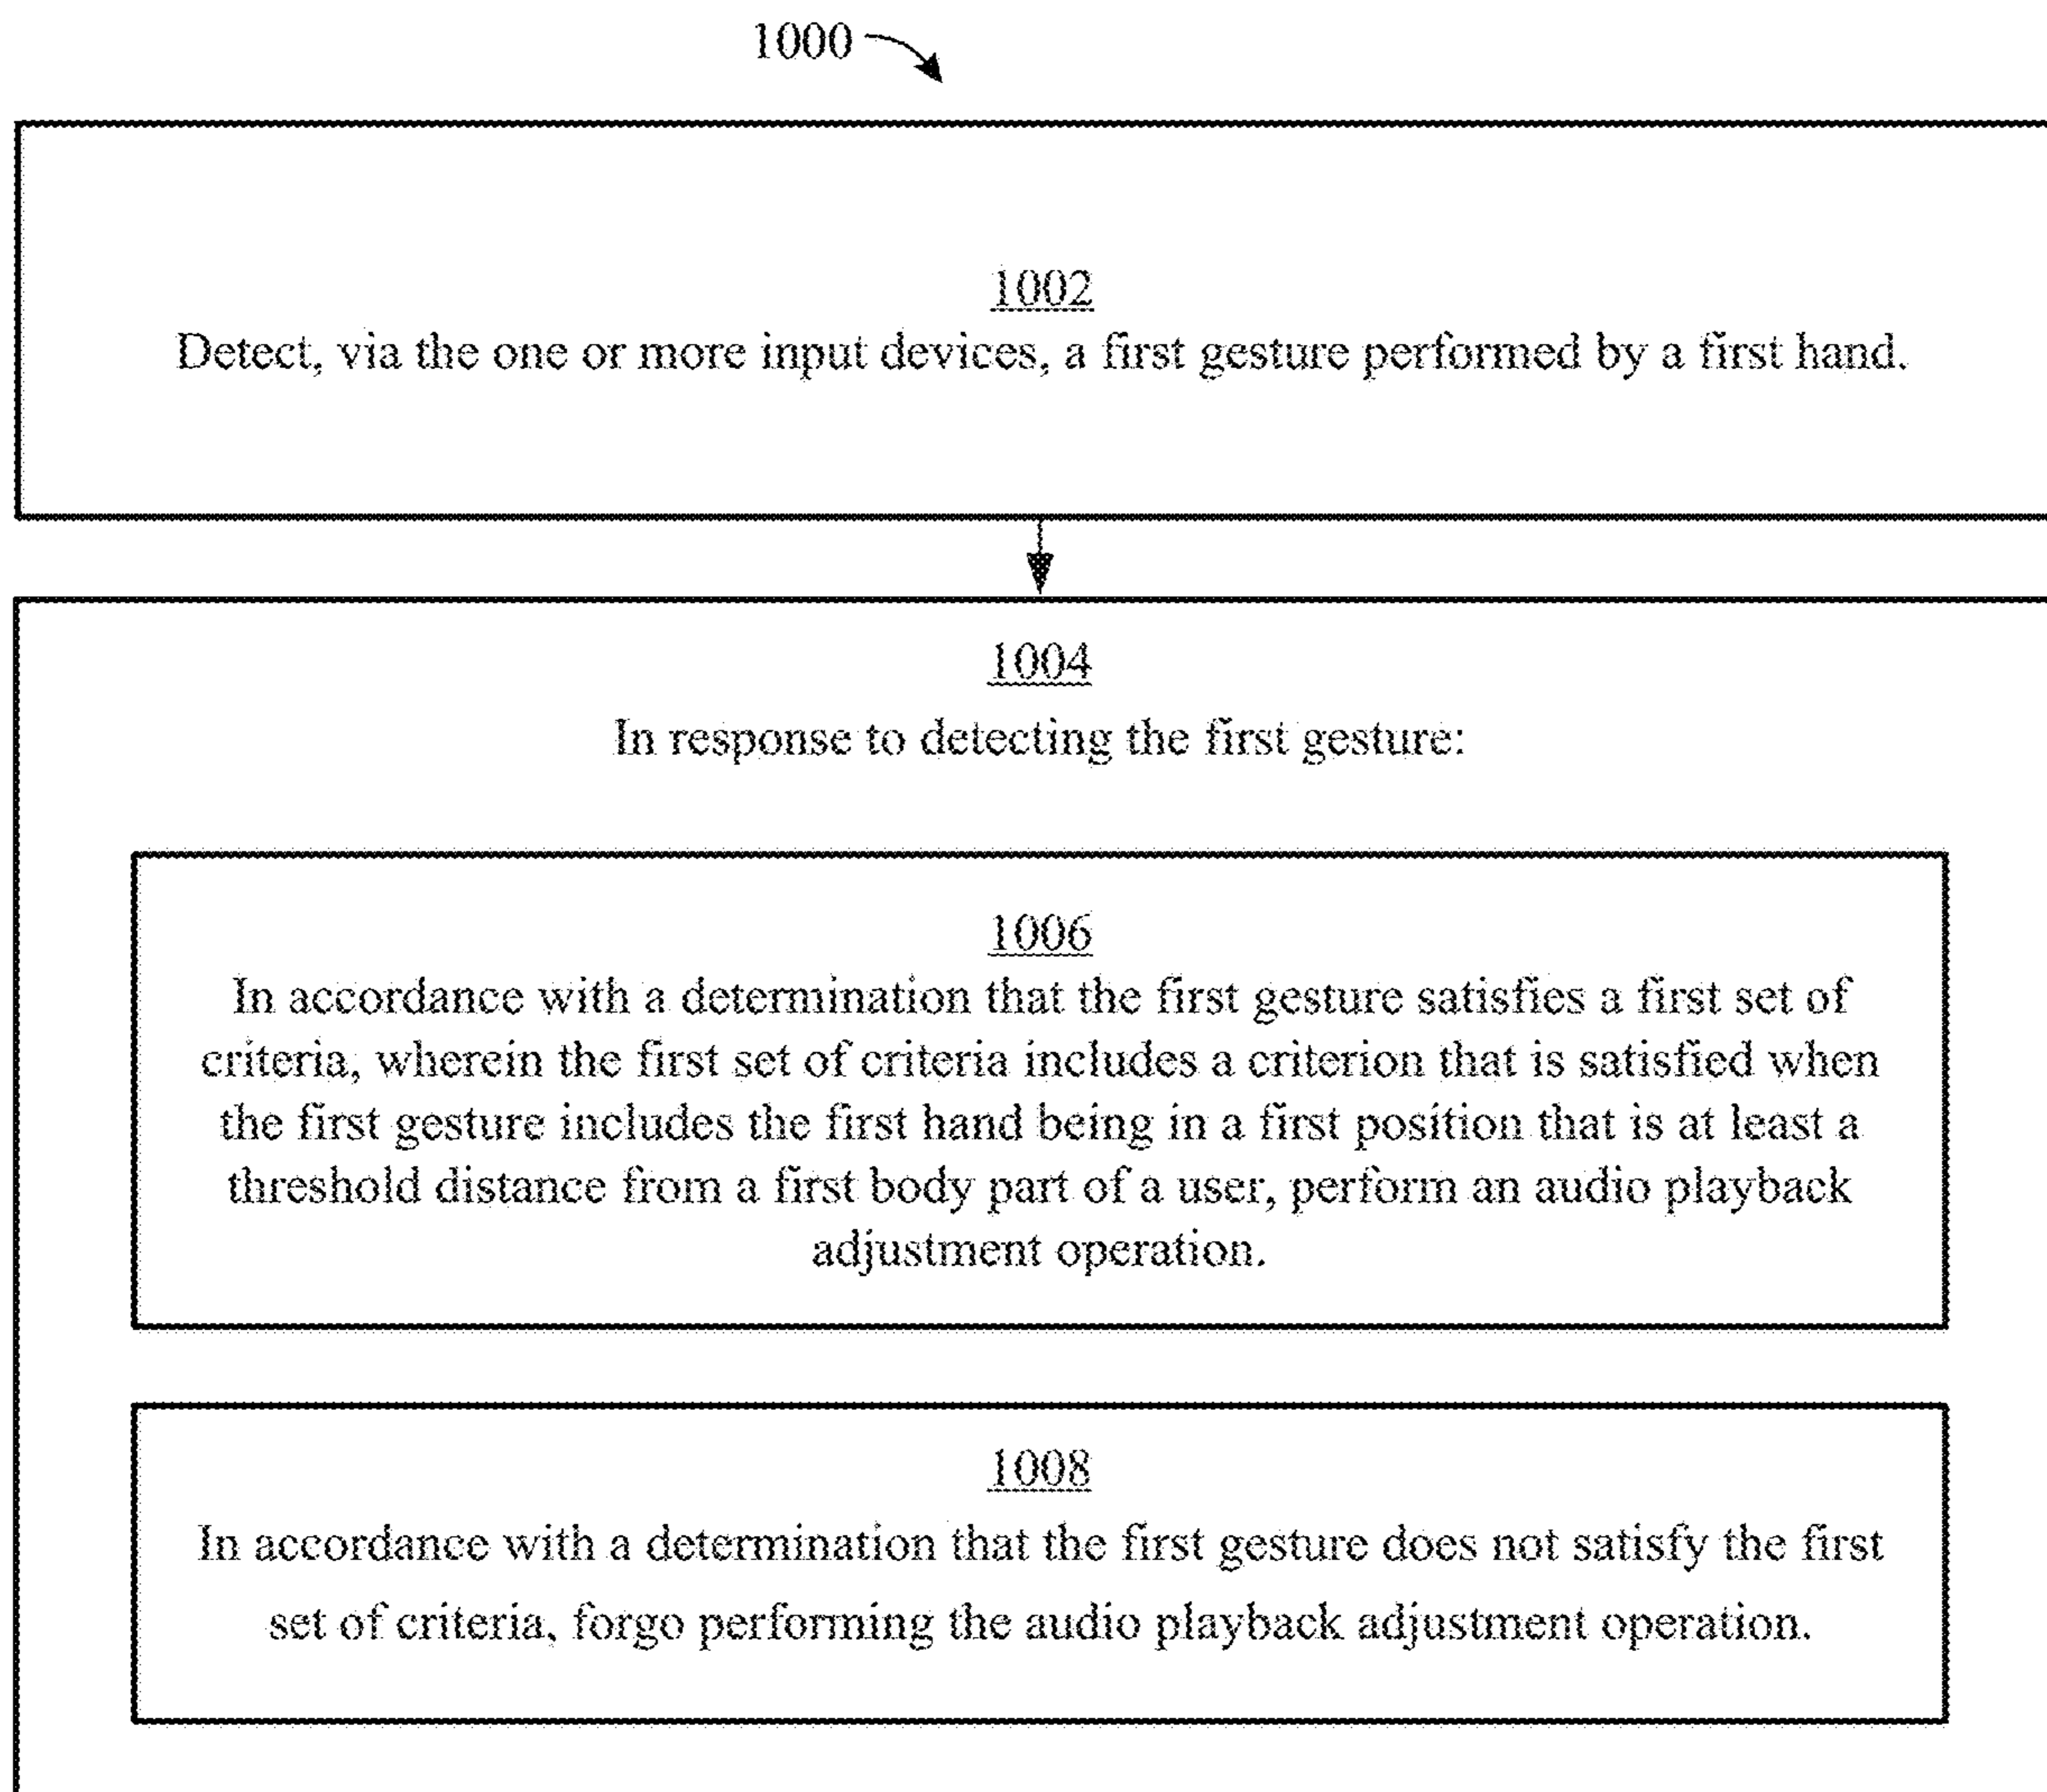 1000
1002
Detect, via the one or more input devices, a first gesture performed by a first hand.
1004
In response to detecting the first gesture:
1006
In accordance with a determination that the first gesture satisfies a first set of
criteria, wherein the first set of criteria includes a criterion that is satisfied when
the first gesture includes the first hand being in a first position that is at least a
threshold distance from a first body part of a user, perform an audio playback
adjustment operation.
1008
In accordance with a determination that the first gesture does not satisfy the first
set of criteria, forgo performing the audio playback adjustment operation.